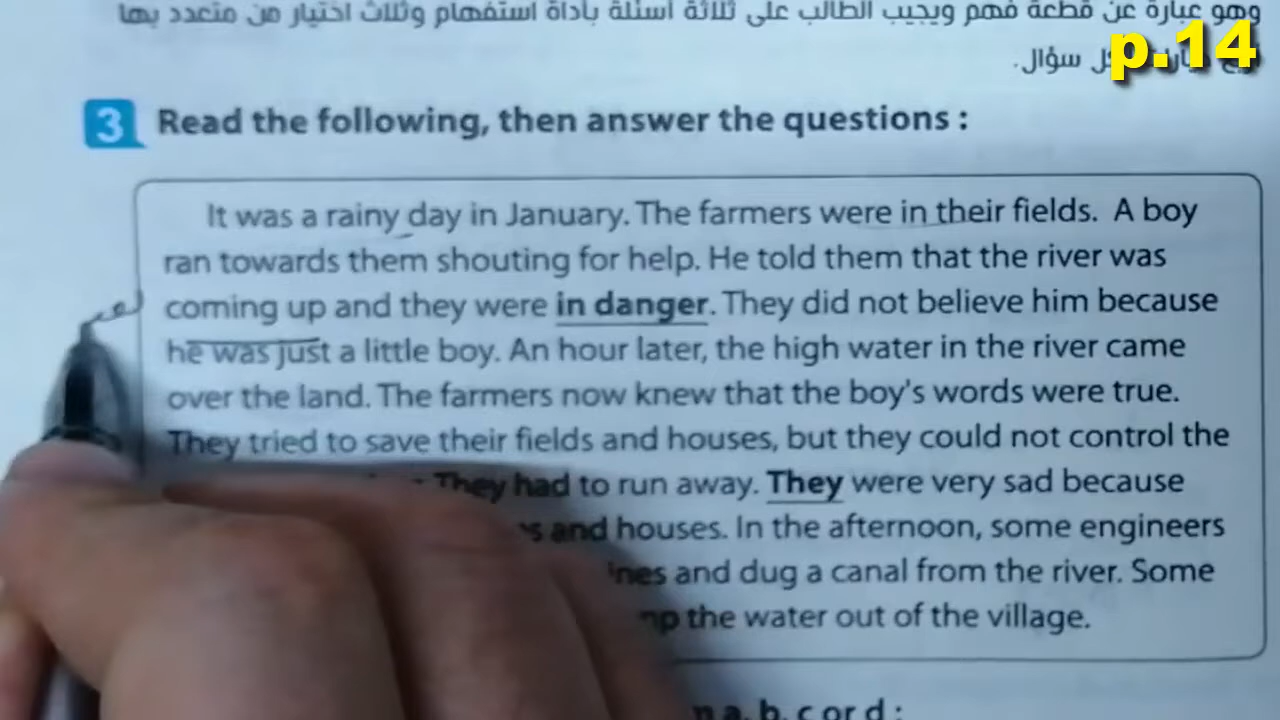 وهو عبارة عن قطعة فهم ويجيب الطالب على ثلاثة أسئلة بأداة استفهام وثلاث اختيار من متعدد بها
p.14
سؤال.
3 Read the following, then answer the questions :
It was a rainy day in January. The farmers were in their fields. A boy
ran towards them shouting for help. He told them that the river was
coming up and they were in danger. They did not believe him because
he was just a little boy. An hour later, the high water in the river came
over the land. The farmers now knew that the boy's words were true.
They tried to save their fields and houses, but they could not control the
They had to run away. They were very sad because
and houses. In the afternoon, some engineers
and dug a canal from the river. Some
the water out of the village.
a, b, c or d :